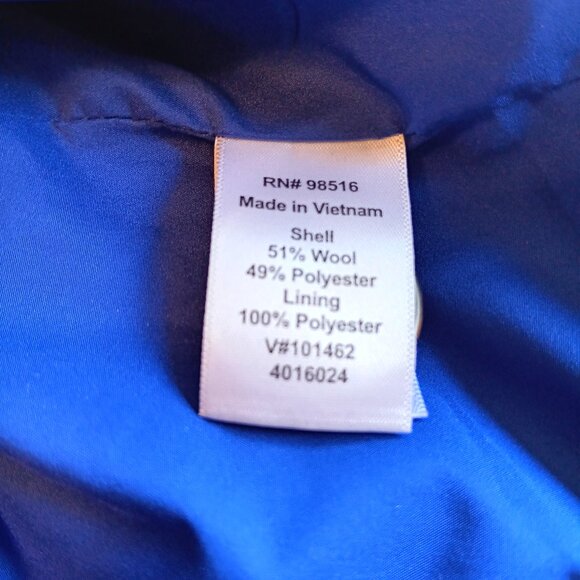 RN# 98516
Made in Vietnam
Shell
51% Wool
49% Polyester
Lining
100% Polyester
V#101462
4016024